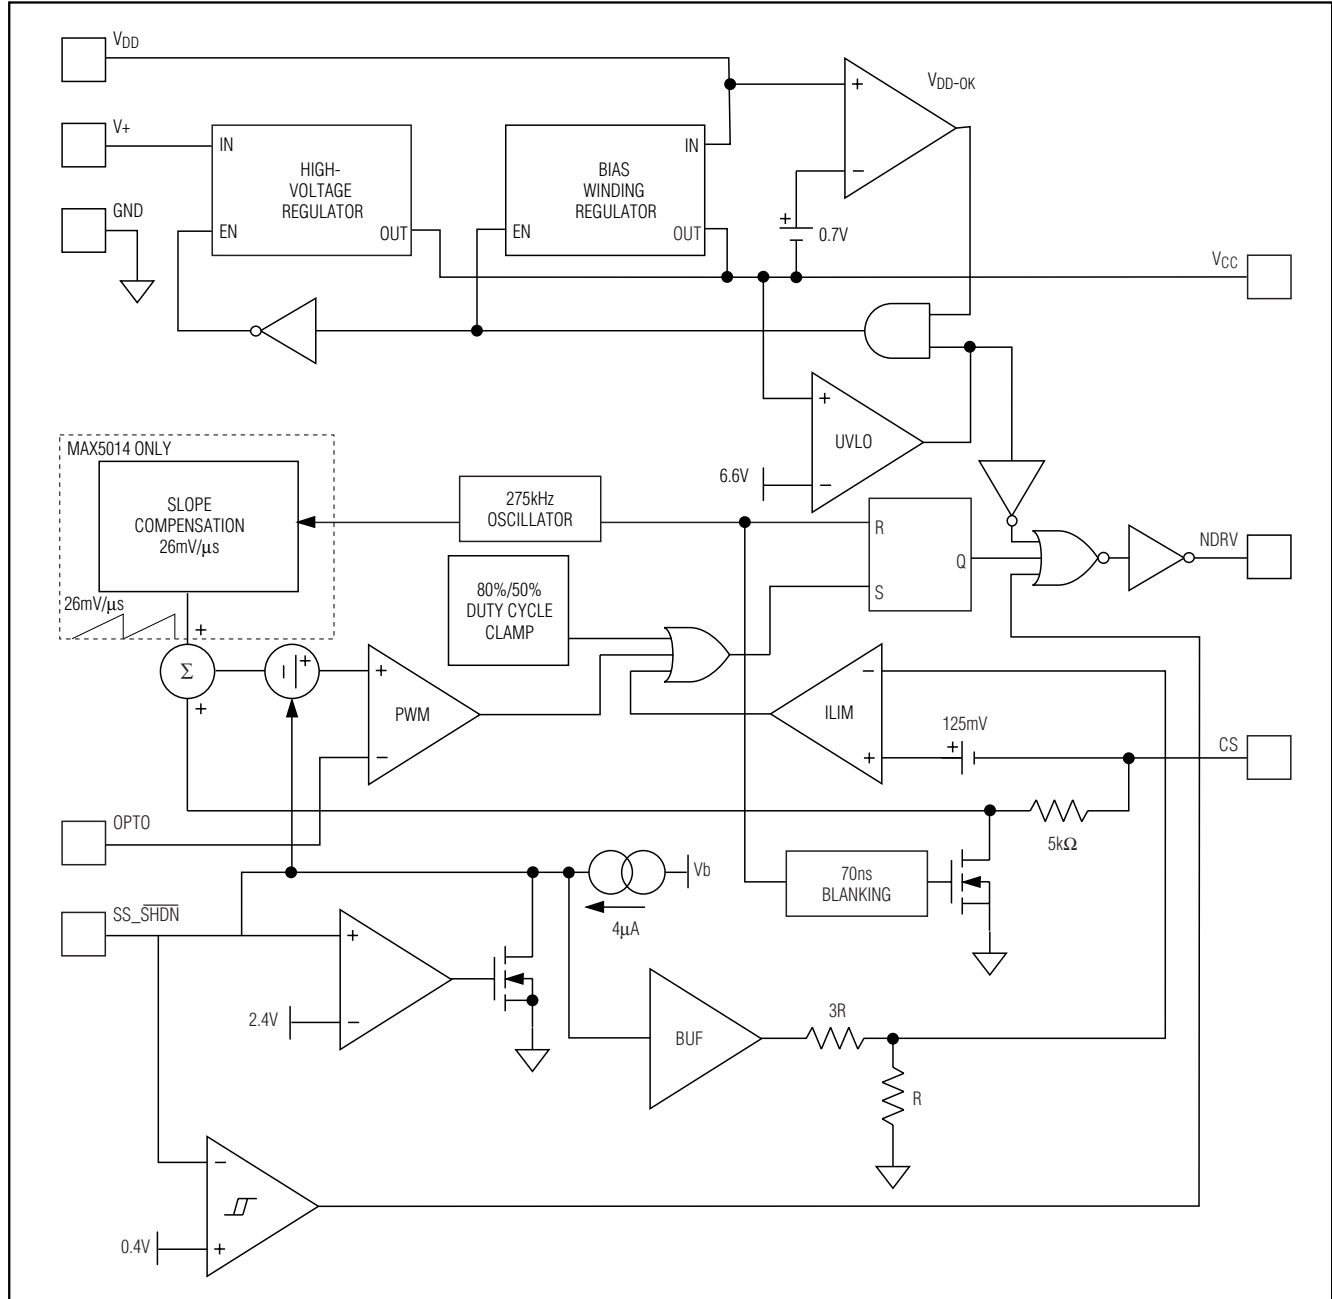 VDD
VDD-OK
V+
IN
HIGH-
VOLTAGE
REGULATOR
EN
OUT
BIAS
WINDING
REGULATOR
IN
EN
OUT
+
−
+
0.7V
GND
VCC
+
UVLO
6.6V
−
MAX5014 ONLY
SLOPE
COMPENSATION
26mV/μs
26mV/μs
275kHz
OSCILLATOR
R
Q
S
NDRV
80%/50%
DUTY CYCLE
CLAMP
+
Σ
+
+
+
PWM
−
−
ILIM
+
125mV
+
CS
5kΩ
OPTO
70ns
BLANKING
Vb
4μA
SS_S̅H̅D̅N̅
+
2.4V
−
BUF
3R
R
−
0.4V
+